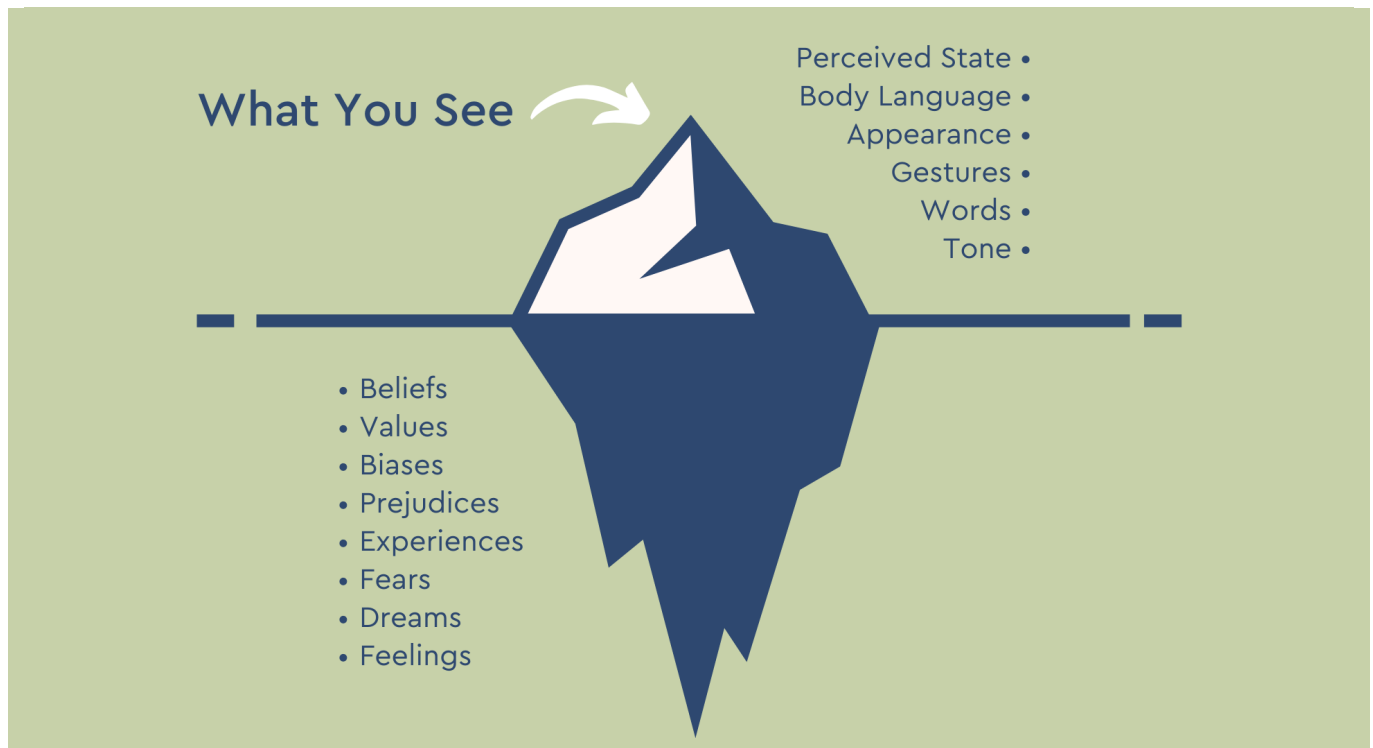 What You See
Perceived State •
Body Language •
Appearance •
Gestures •
Words •
Tone •
• Beliefs
• Values
• Biases
• Prejudices
• Experiences
• Fears
• Dreams
• Feelings